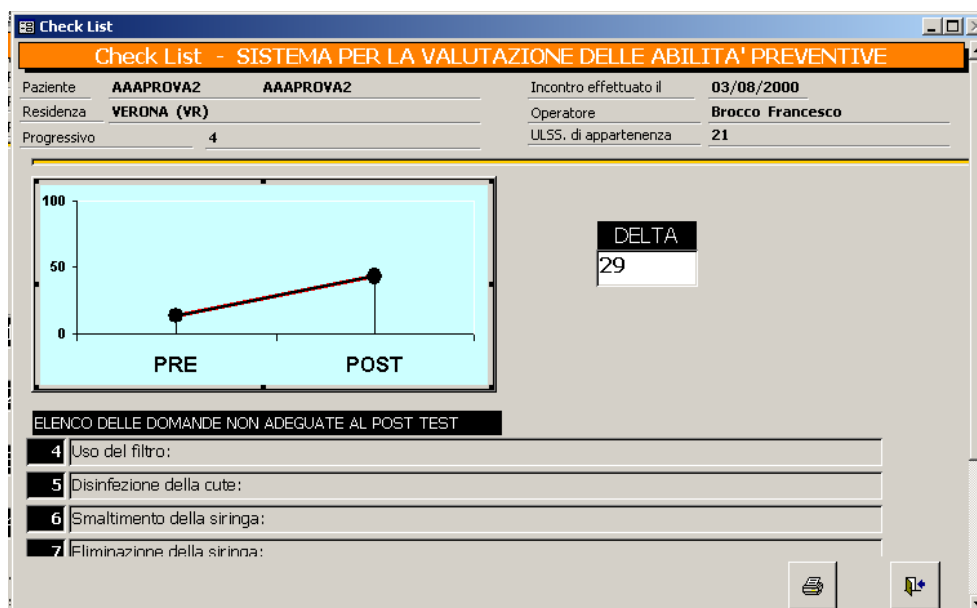 Check List
Check List - SISTEMA PER LA VALUTAZIONE DELLE ABILITA' PREVENTIVE
Paziente AAAPROVA2 AAAPROVA2 Incontro effettuato il 03/08/2000
Residenza VERONA (VR) Operatore Brocco Francesco
Progressivo 4 ULSS. di appartenenza 21
100
50
0
PRE POST
DELTA
29
ELENCO DELLE DOMANDE NON ADEGUATE AL POST TEST
4 Uso del filtro:
5 Disinfezione della cute:
6 Smaltimento della siringa:
7 Eliminazione della siringa: